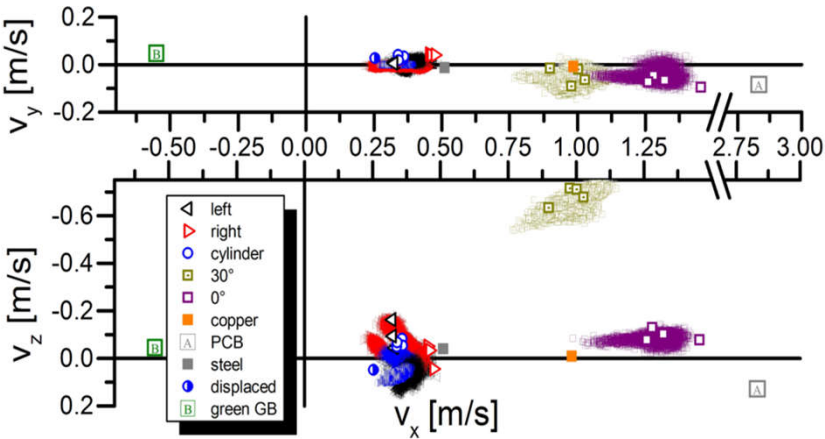 0.2
0.0
-0.2
v_y [m/s]
B
A
-0.50 -0.25 0.00 0.25 0.50 0.75 1.00 1.25 2.75 3.00
-0.6
-0.4
-0.2
0.0
0.2
v_z [m/s]
B
A
left
right
cylinder
30°
0°
copper
A PCB
steel
displaced
B green GB
v_x [m/s]